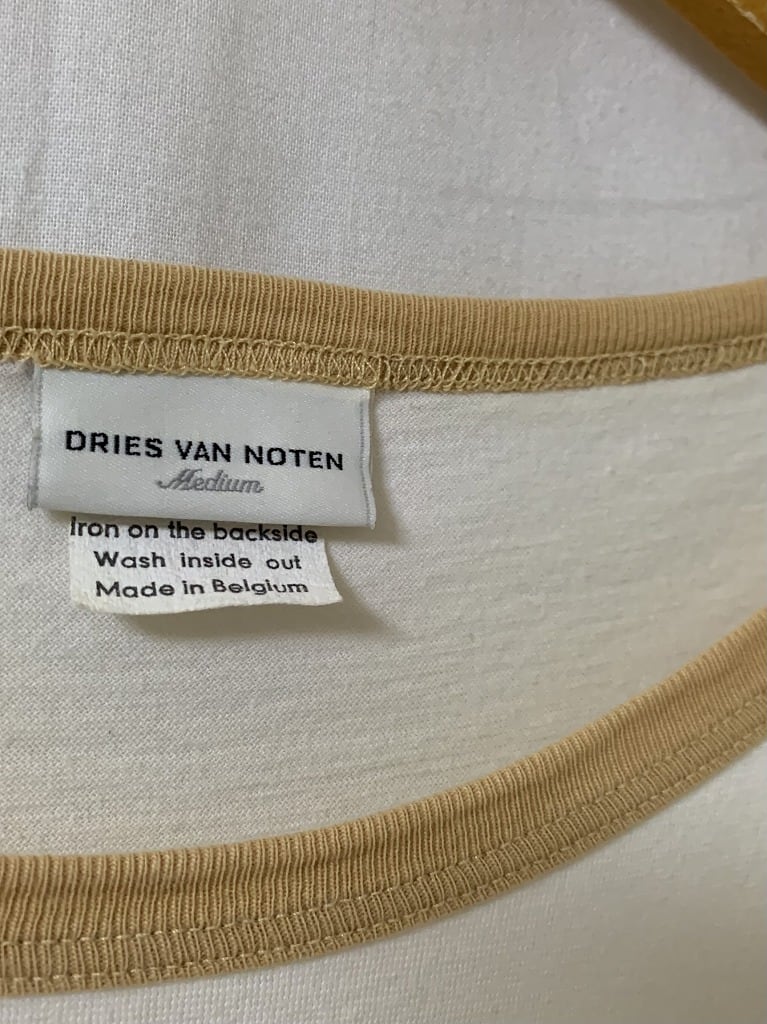 DRIES VAN NOTEN
Medium
Iron on the backside
Wash inside out
Made in Belgium